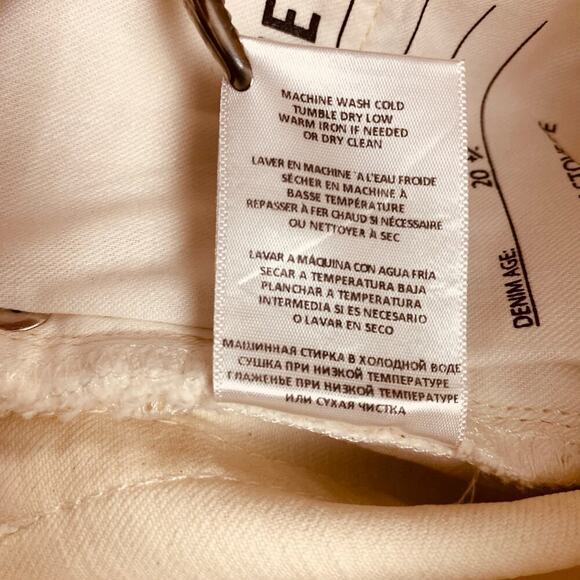 E
MACHINE WASH COLD
TUMBLE DRY LOW
WARM IRON IF NEEDED
OR DRY CLEAN
LAVER EN MACHINE `A L'EAU FROIDE
SÉCHER EN MACHINE À
BASSE TEMPÉRATURE
REPASSER À FER CHAUD SI NÉCESSAIRE
OU NETTOYER À SEC
LAVAR A MÁQUINA CON AGUA FRÍA
SECAR A TEMPERATURA BAJA
PLANCHAR A TEMPERATURA
INTERMEDIA SI ES NECESARIO
O LAVAR EN SECO
МАШИННАЯ СТИРКА В ХОЛОДНОЙ ВОДЕ
СУШКА ПРИ НИЗКОЙ ТЕМПЕРАТУРЕ
ГЛАЖЕНЬЕ ПРИ НИЗКОЙ ТЕМПЕРАТУРЕ
ИЛИ СУХАЯ ЧИСТКА
DENIM AGE: